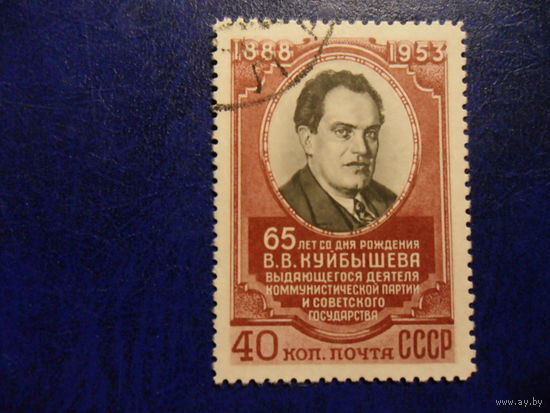 1888 1953
65 ЛЕТ СО ДНЯ РОЖДЕНИЯ
В.В. КУЙБЫШЕВА
ВЫДАЮЩЕГОСЯ ДЕЯТЕЛЯ
КОММУНИСТИЧЕСКОЙ ПАРТИИ
И СОВЕТСКОГО
ГОСУДАРСТВА
40 КОП. ПОЧТА СССР
www.ay.by